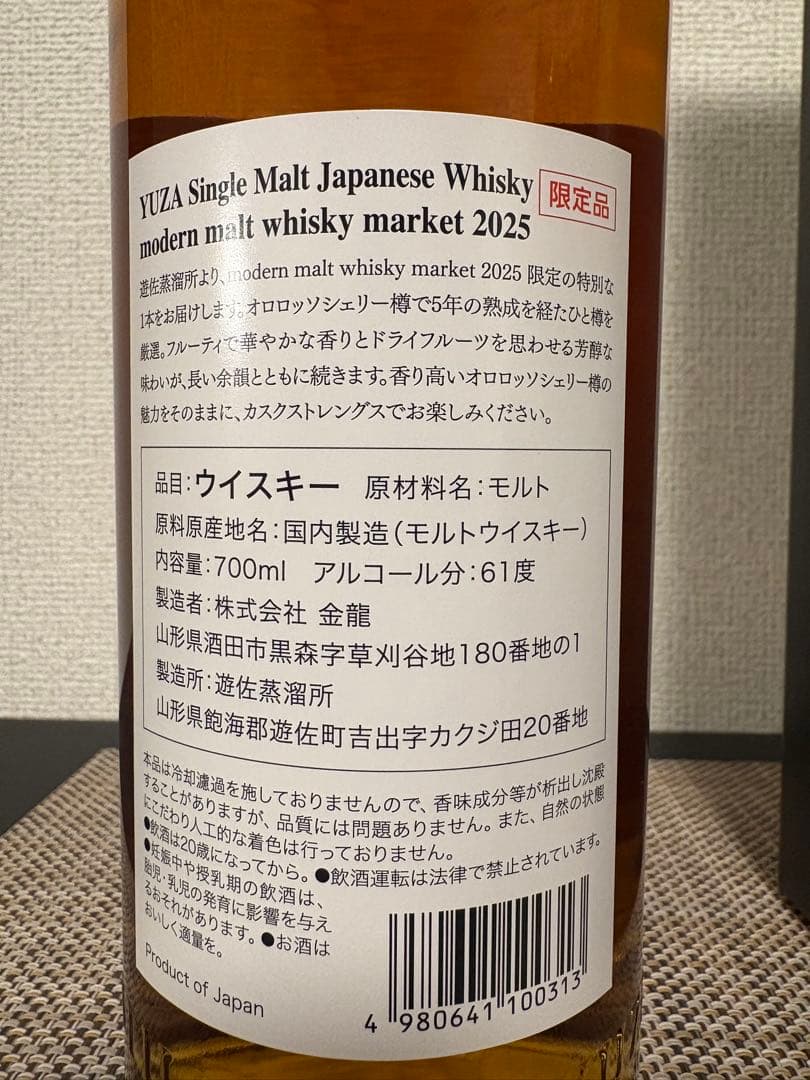 YUZA Single Malt Japanese Whisky 限定品
modern malt whisky market 2025
遊佐蒸溜所より、modern malt whisky market 2025 限定の特別な
1本をお届けします。オロロッソシェリー樽で5年の熟成を経たひと樽を
厳選。フルーティで華やかな香りとドライフルーツを思わせる芳醇な
味わいが、長い余韻とともに続きます。香り高いオロロッソシェリー樽の
魅力をそのままに、カスクストレングスでお楽しみください。
品目：ウイスキー 原材料名：モルト
原料原産地名：国内製造（モルトウイスキー）
内容量：700ml アルコール分：61度
製造者：株式会社 金龍
山形県酒田市黒森字草刈谷地180番地の1
製造所：遊佐蒸溜所
山形県飽海郡遊佐町吉出字カクジ田20番地
本品は冷却濾過を施しておりませんので、香味成分等が析出し沈殿
することがありますが、品質には問題ありません。また、自然の状態
にこだわり人工的な着色は行っておりません。
●飲酒は20歳になってから。●飲酒運転は法律で禁止されています。
●妊娠中や授乳期の飲酒は、
胎児・乳児の発育に影響を与え
るおそれがあります。●お酒は
おいしく適量を。
Product of Japan
4 980641 100313